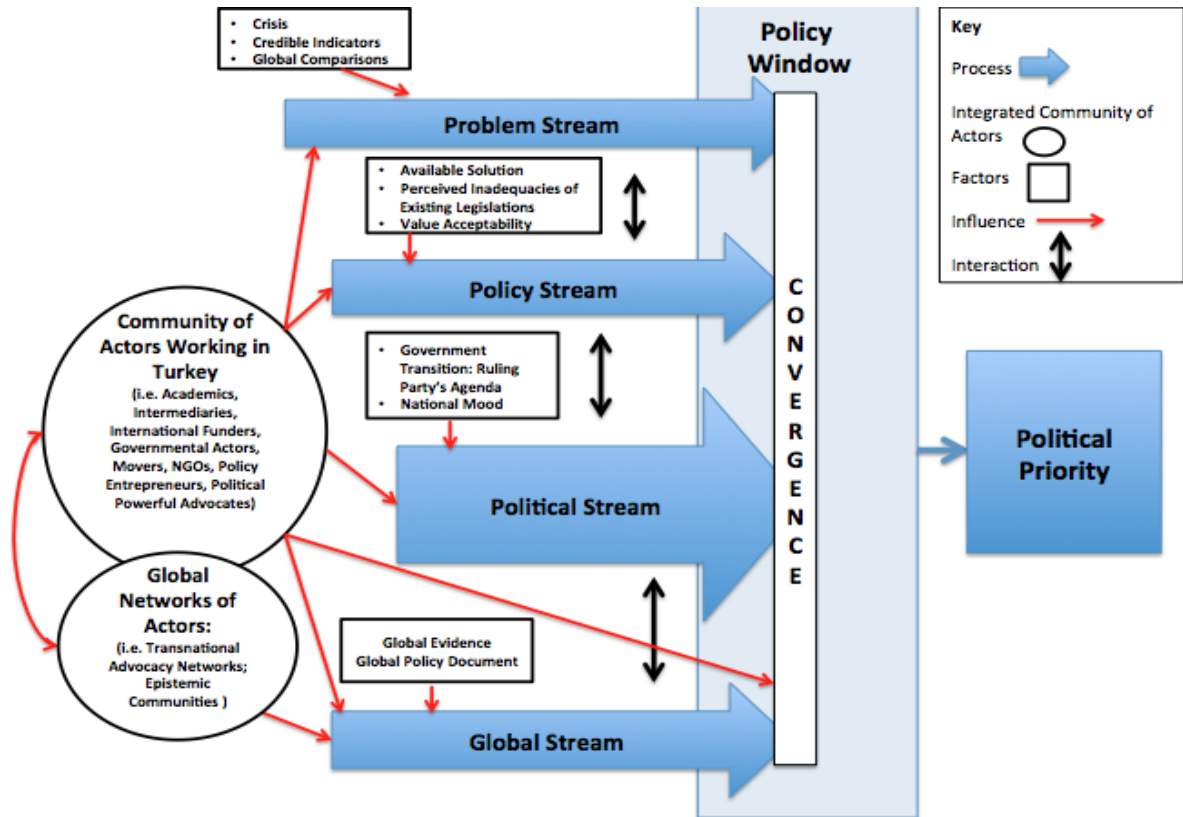 • Crisis
• Credible Indicators
• Global Comparisons
Policy
Window
Problem Stream
• Available Solution
• Perceived Inadequacies of
Existing Legislations
• Value Acceptability
Policy Stream
• Government
Transition: Ruling
Party's Agenda
• National Mood
Political Stream
Global Evidence
Global Policy Document
Global Stream
Community of
Actors Working in
Turkey
(i.e. Academics,
Intermediaries,
International Funders,
Governmental Actors,
Movers, NGOs, Policy
Entrepreneurs, Political
Powerful Advocates)
Global
Networks of
Actors:
(i.e. Transnational
Advocacy Networks;
Epistemic
Communities )
C
O
N
V
E
R
G
E
N
C
E
Political
Priority
Key
Process
Integrated Community of
Actors
Factors
Influence
Interaction